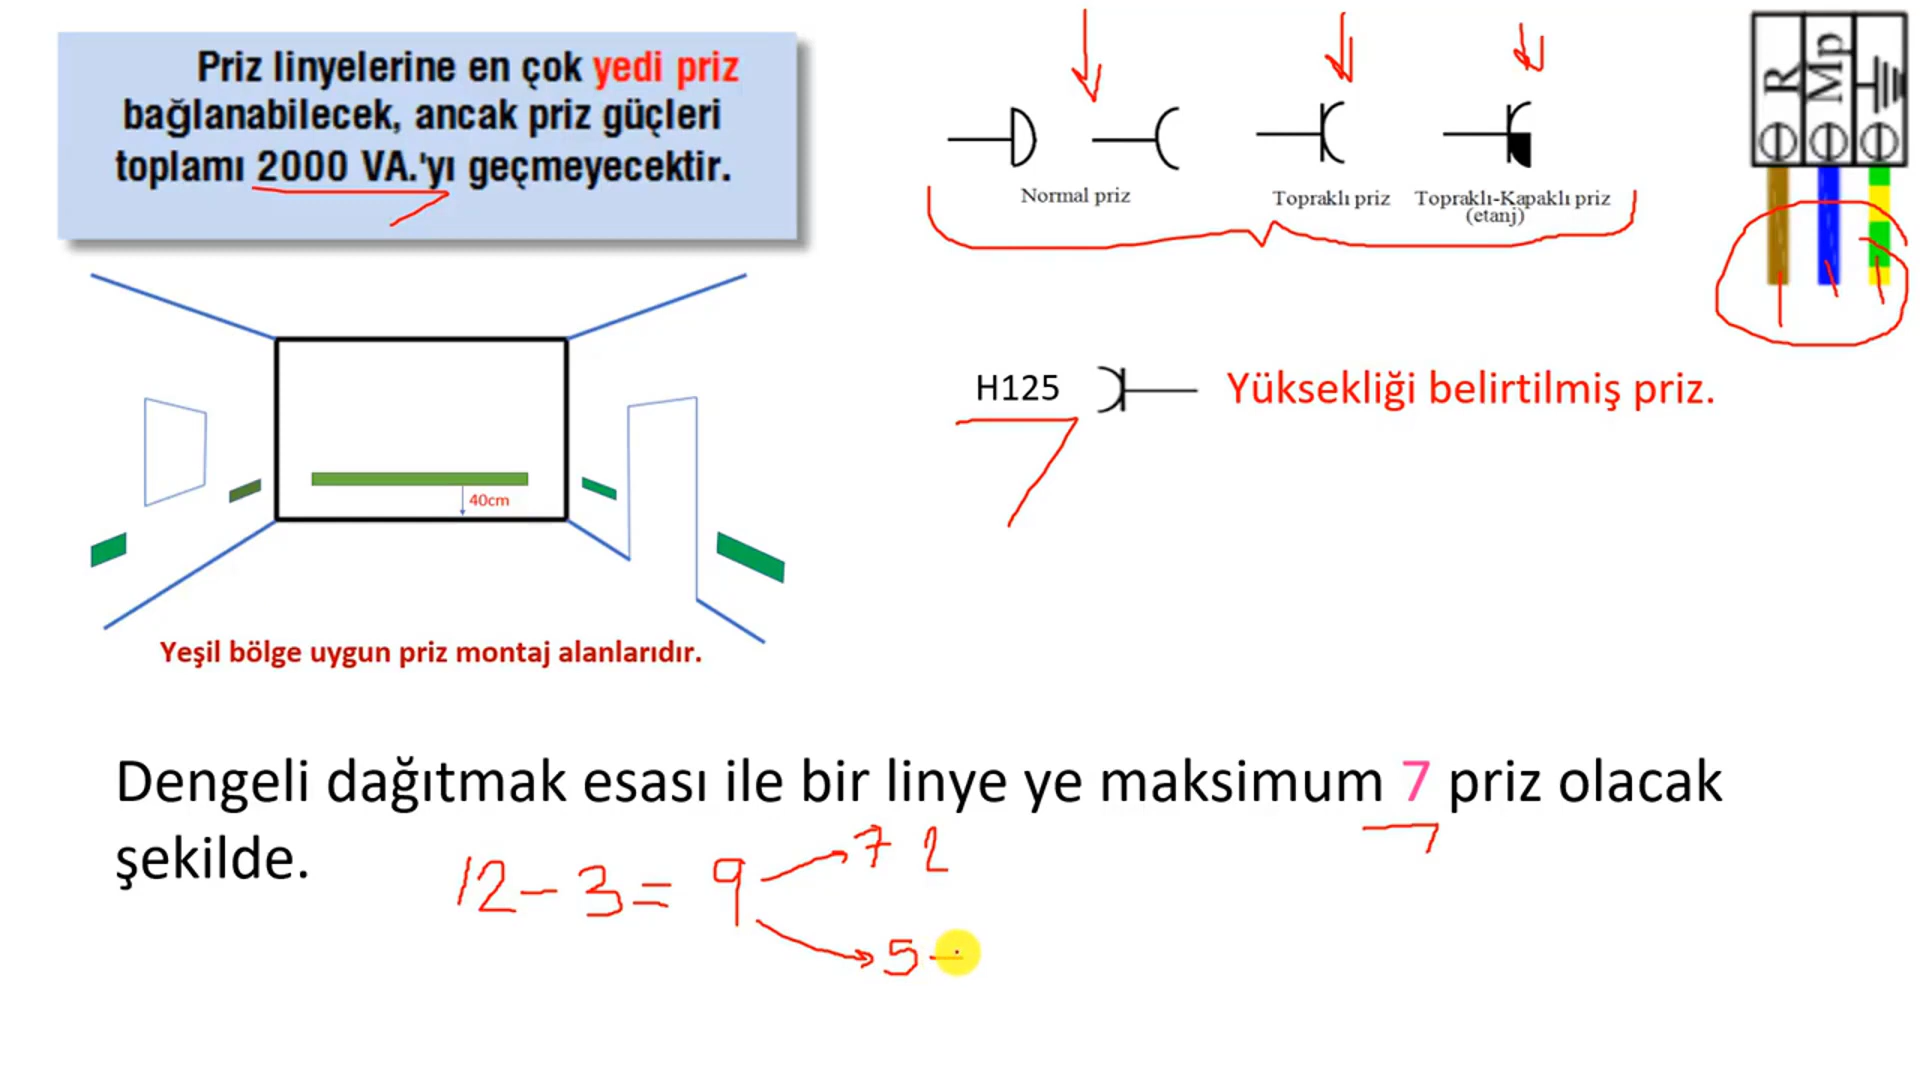 Priz linyelerine en çok yedi priz
bağlanabilecek, ancak priz güçleri
toplamı 2000 VA.'yı geçmeyecektir.
Normal priz
Topraklı priz
Topraklı-Kapaklı priz
(etanj)
R
Mp
H125
Yüksekliği belirtilmiş priz.
40cm
Yeşil bölge uygun priz montaj alanlarıdır.
Dengeli dağıtmak esası ile bir linye ye maksimum 7 priz olacak
şekilde.
12-3= 9
7 2
5 -